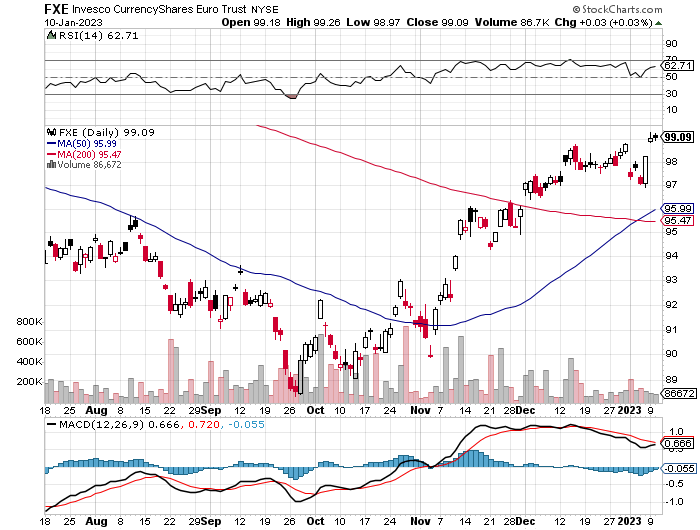 FXE Invesco CurrencyShares Euro Trust NYSE © StockCharts.com
10-Jan-2023 Open 99.18 High 99.26 Low 98.97 Close 99.09 Volume 86.7K Chg +0.03 (+0.03%)
RSI(14) 62.71
90
70
62.71
50
30
10
FXE (Daily) 99.09
MA(50) 95.99
MA(200) 95.47
Volume 86,672
99.09
98
97
95.99
95.47
95
94
93
92
91
90
89
800K
600K
400K
200K
86672
18 25 Aug 8 15 22 29 Sep 12 19 26 Oct 10 17 24 Nov 7 14 21 28 Dec 12 19 27 2023 9
MACD(12,26,9) 0.666, 0.720, -0.055
1.0
0.666
-0.055
-0.5
-1.0
18 25 Aug 8 15 22 29 Sep 12 19 26 Oct 10 17 24 Nov 7 14 21 28 Dec 12 19 27 2023 9